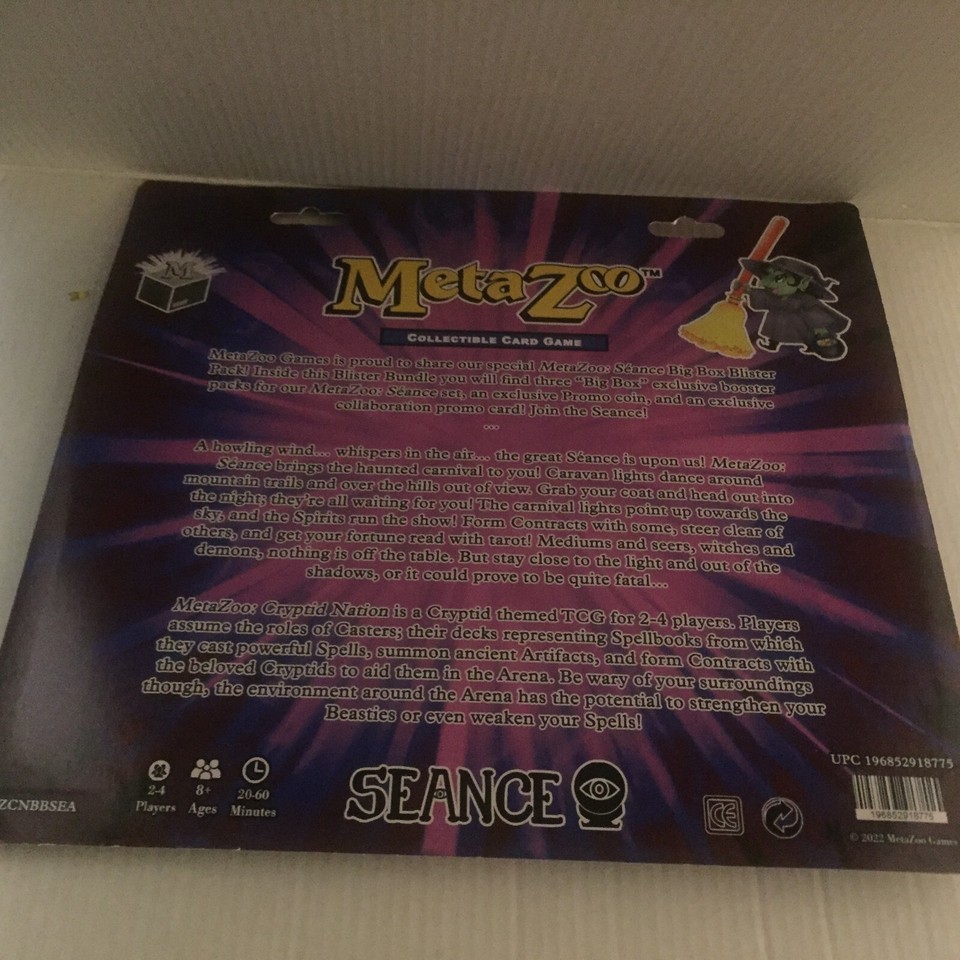 M
MetaZoo™
COLLECTIBLE CARD GAME
MetaZoo Games is proud to share our special MetaZoo: Séance Big Box Blister
Pack! Inside this Blister Bundle you will find three "Big Box" exclusive booster
packs for our MetaZoo: Séance set, an exclusive Promo coin, and an exclusive
collaboration promo card! Join the Seance!
...
A howling wind... whispers in the air... the great Séance is upon us! MetaZoo:
Séance brings the haunted carnival to you! Caravan lights dance around
mountain trails and over the hills out of view. Grab your coat and head out into
the night; they're all waiting for you! The carnival lights point up towards the
sky, and the Spirits run the show! Form Contracts with some, steer clear of
others, and get your fortune read with tarot! Mediums and seers, witches and
demons, nothing is off the table. But stay close to the light and out of the
shadows, or it could prove to be quite fatal...
MetaZoo: Cryptid Nation is a Cryptid themed TCG for 2-4 players. Players
assume the roles of Casters; their decks representing Spellbooks from which
they cast powerful Spells, summon ancient Artifacts, and form Contracts with
the beloved Cryptids to aid them in the Arena. Be wary of your surroundings
though, the environment around the Arena has the potential to strengthen your
Beasties or even weaken your Spells!
ZCNBBSEA
2-4
Players
8+
Ages
20-60
Minutes
SEANCE
CE
UPC 196852918775
196852918775
© 2022 MetaZoo Games